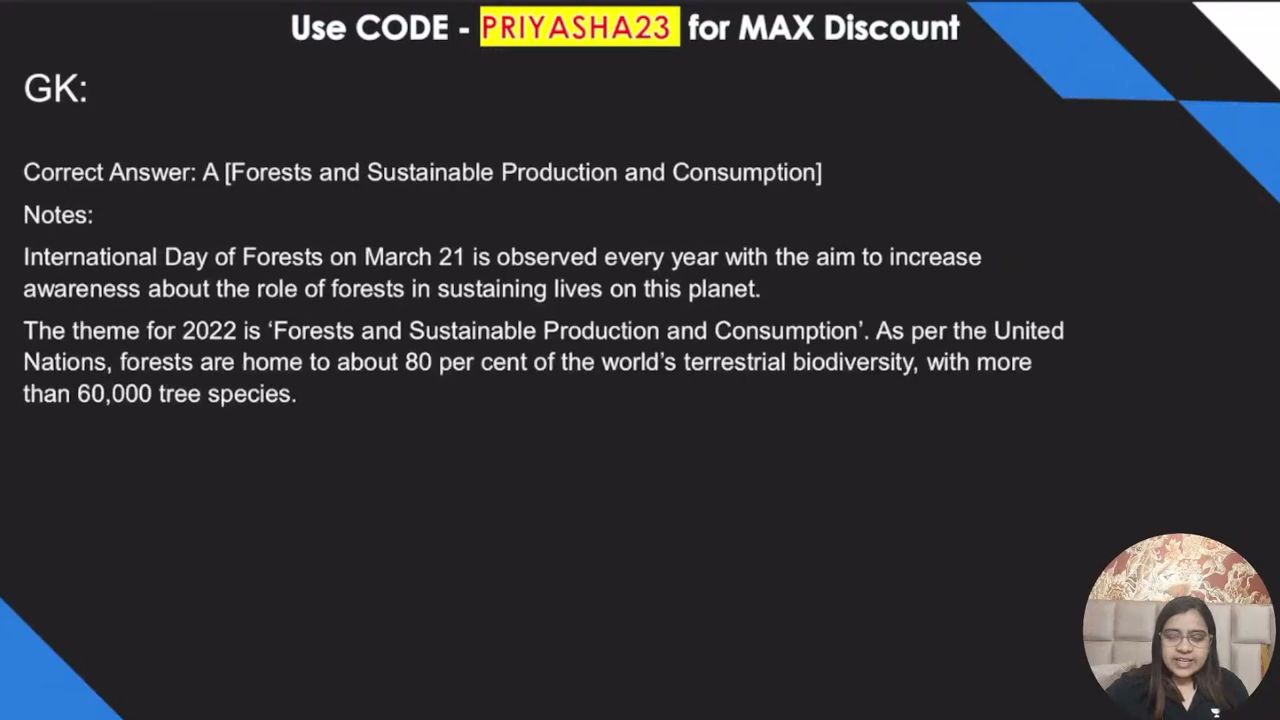 Use CODE - PRIYASHA23 for MAX Discount
GK:
Correct Answer: A [Forests and Sustainable Production and Consumption]
Notes:
International Day of Forests on March 21 is observed every year with the aim to increase
awareness about the role of forests in sustaining lives on this planet.
The theme for 2022 is ‘Forests and Sustainable Production and Consumption’. As per the United
Nations, forests are home to about 80 per cent of the world’s terrestrial biodiversity, with more
than 60,000 tree species.